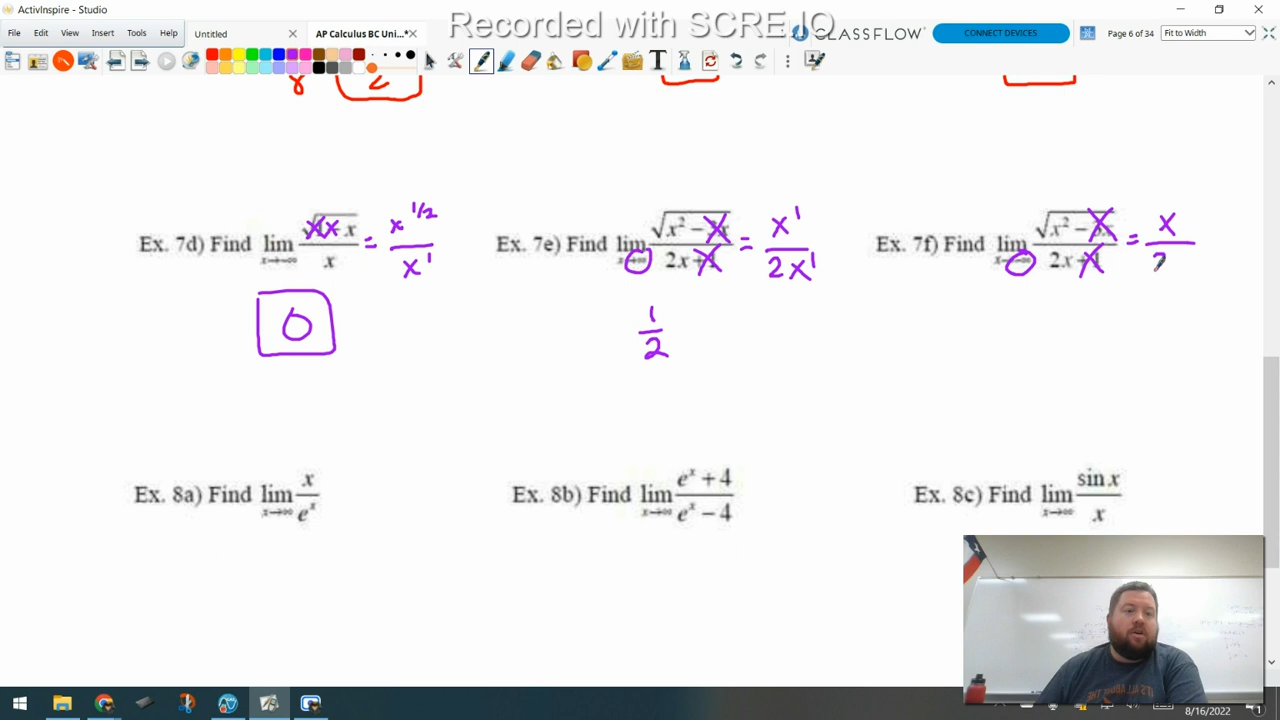 ActivInspire - Studio
Recorded with SCRE.IO
Untitled
AP Calculus BC Uni...*
CLASSFLOW
CONNECT DEVICES
Page 6 of 34
Fit to Width
File Edit View Insert Tools Help
Ex. 7d) Find lim = x^1/2 / x^1
x
0
Ex. 7e) Find lim √x² − = x^1 / 2x^1
x→∞ 2x +
1/2
Ex. 7f) Find lim √x² − = x / 2
2x +
Ex. 8a) Find lim x→∞ x / e^x
Ex. 8b) Find lim x→∞ e^x + 4 / e^x − 4
Ex. 8c) Find lim x→∞ sin x / x
8/16/2022